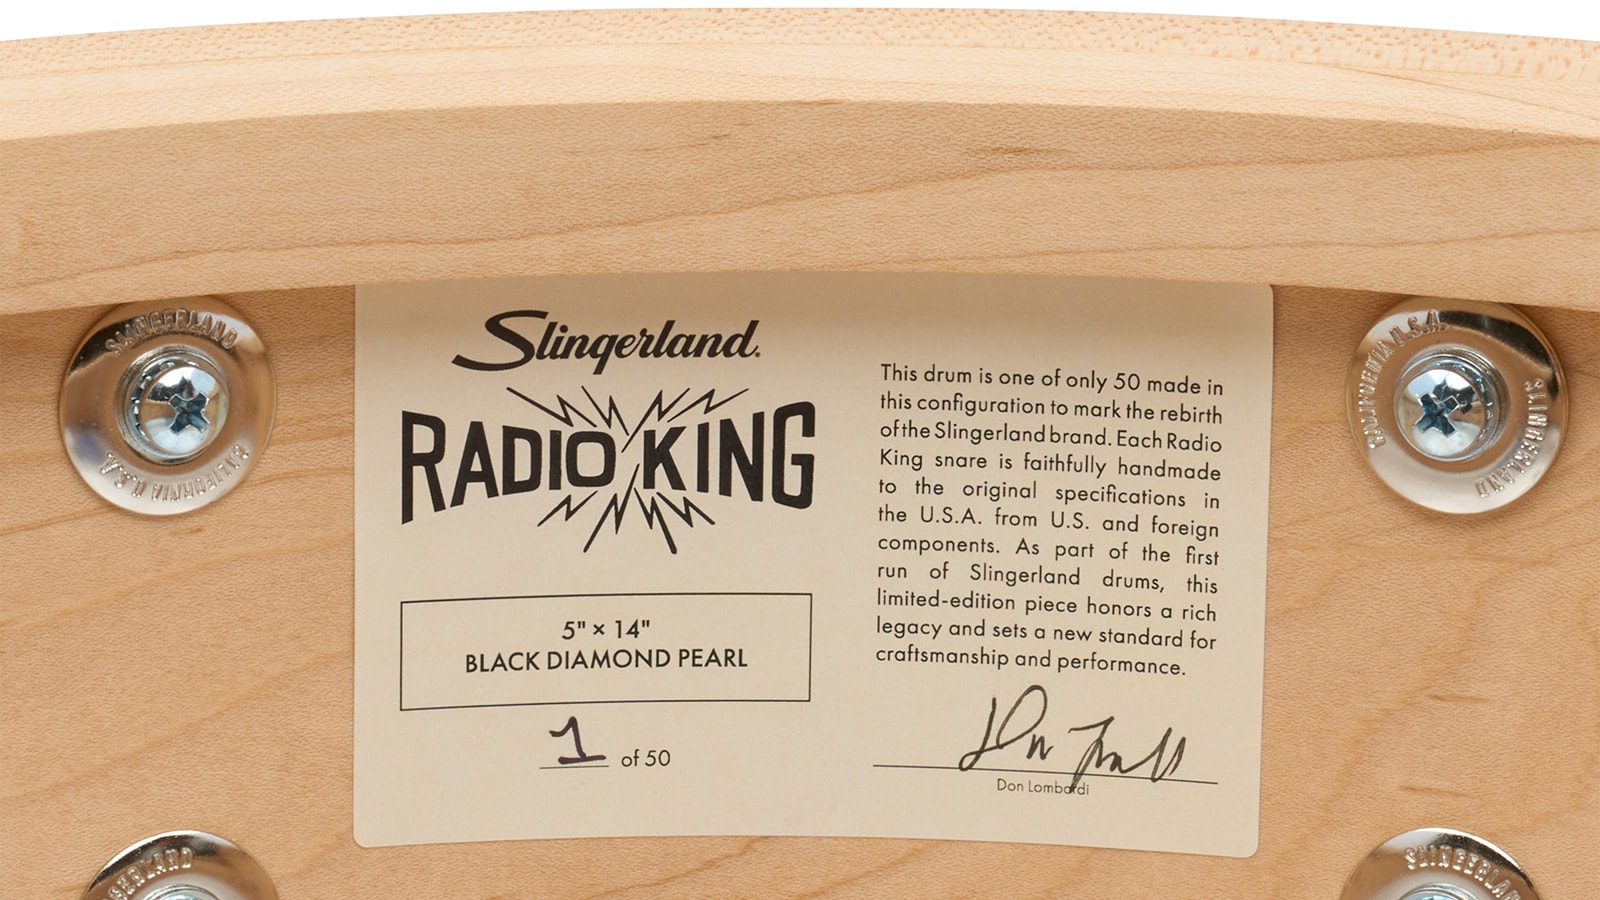 Slingerland.
RADIO KING
5" × 14"
BLACK DIAMOND PEARL
1 of 50
This drum is one of only 50 made in
this configuration to mark the rebirth
of the Slingerland brand. Each Radio
King snare is faithfully handmade
to the original specifications in
the U.S.A. from U.S. and foreign
components. As part of the first
run of Slingerland drums, this
limited-edition piece honors a rich
legacy and sets a new standard for
craftsmanship and performance.
Don Lombardi
SLINGERLAND
CALIFORNIA U.S.A.
CALIFORNIA U.S.A.
SLINGERLAND